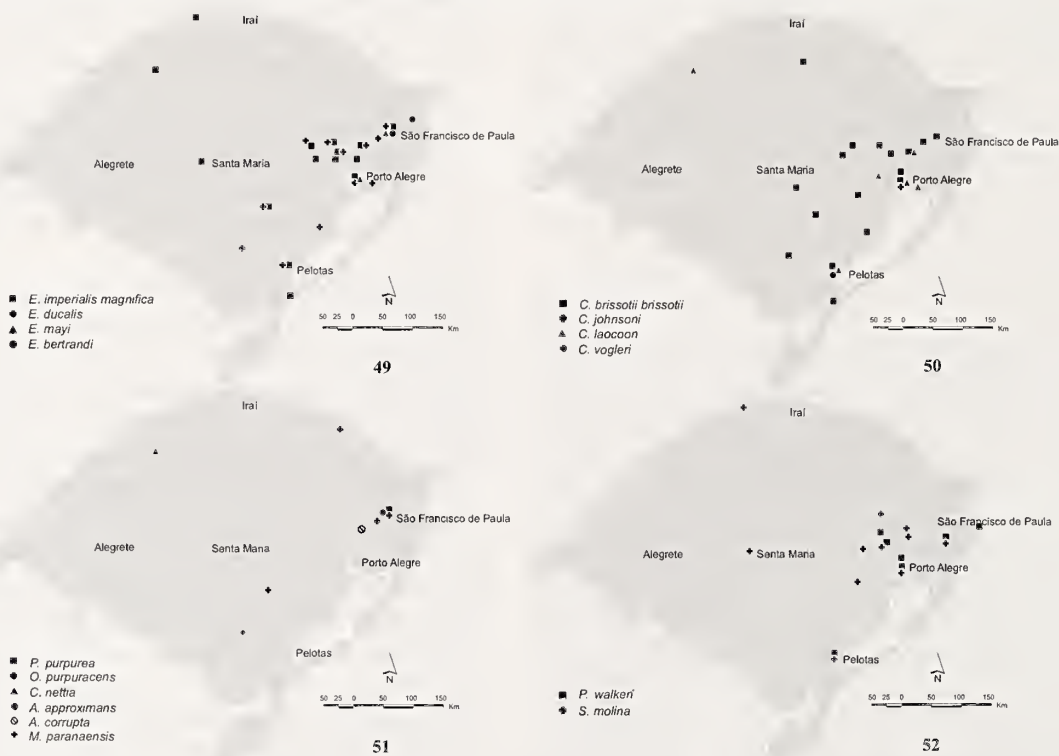 Iraí
São Francisco de Paula
Alegrete
Santa Maria
Porto Alegre
Pelotas
E. imperialis magnifica
E. ducalis
E. mayi
E. bertrandi
N
50 25 0 50 100 150
Km
49
Iraí
São Francisco de Paula
Alegrete
Santa Maria
Porto Alegre
Pelotas
C. brissotii brissotii
C. johnsoni
C. laocoon
C. vogleri
N
50 25 0 50 100 150
Km
50
Iraí
São Francisco de Paula
Alegrete
Senta Maria
Porto Alegre
Pelotas
P. purpurea
O. purpuracens
C. nettia
A. approximans
A. corrupta
M. paranaensis
N
50 25 0 50 100 150
Km
51
Iraí
São Francisco de Paula
Alegrete
Santa Maria
Porto Alegre
Pelotas
P. walkeri
S. molina
N
50 25 0 50 100 150
Km
52